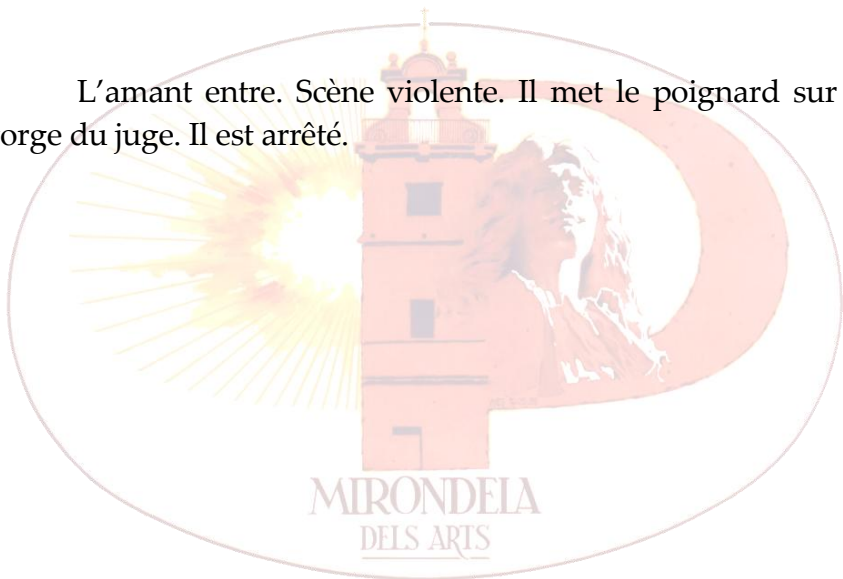 L’amant entre. Scène violente. Il met le poignard sur
orge du juge. Il est arrêté.
MIRONDELA
DELS ARTS